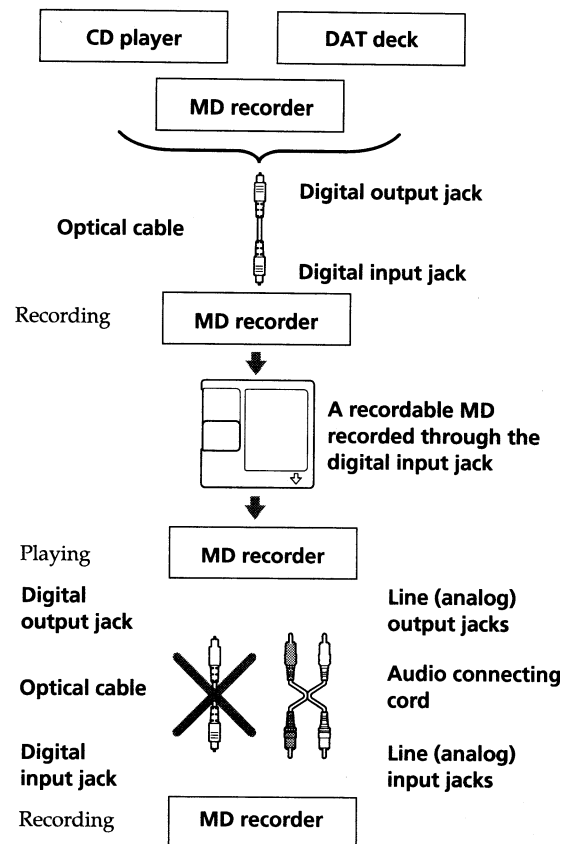 CD player
DAT deck
MD recorder
Digital output jack
Optical cable
Digital input jack
Recording
MD recorder
A recordable MD
recorded through the
digital input jack
Playing
MD recorder
Digital
output jack
Line (analog)
output jacks
Optical cable
Audio connecting
cord
Digital
input jack
Line (analog)
input jacks
Recording
MD recorder